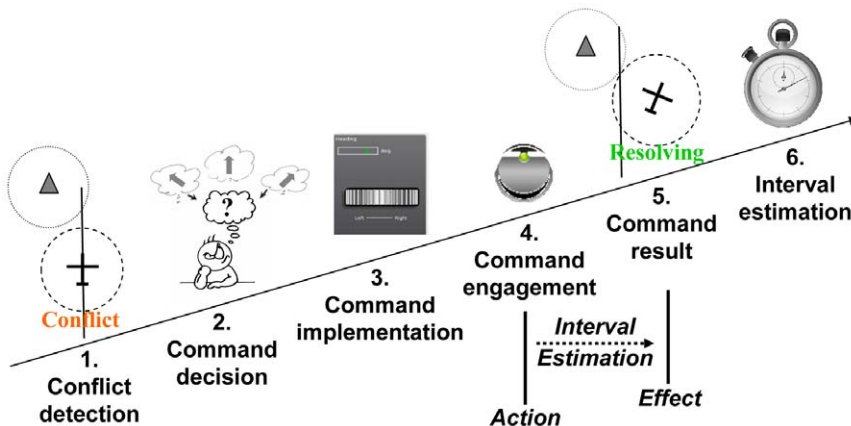 Conflict
1.
Conflict
detection
?
2.
Command
decision
Heading
deg
Left
Right
3.
Command
implementation
4.
Command
engagement
Resolving
5.
Command
result
6.
Interval
estimation
Interval
Estimation
Action
Effect